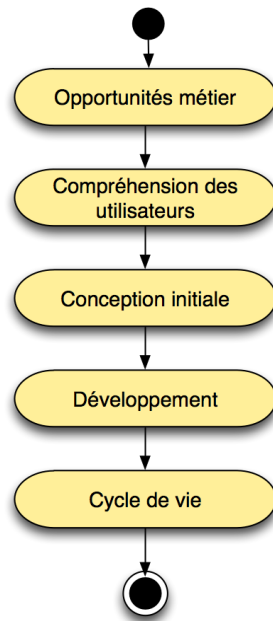 Opportunités métier
Compréhension des
utilisateurs
Conception initiale
Développement
Cycle de vie